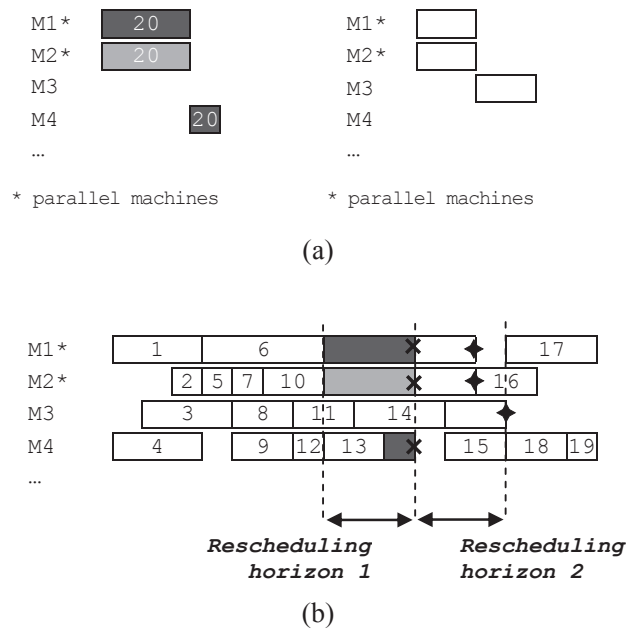 M1* 20 M1*
M2* 20 M2*
M3 M3
M4 20 M4
… …
* parallel machines * parallel machines
(a)
M1* 1 6 17
M2* 2 5 7 10 16
M3 3 8 11 14
M4 4 9 12 13 15 18 19
…
Rescheduling Rescheduling
horizon 1 horizon 2
(b)